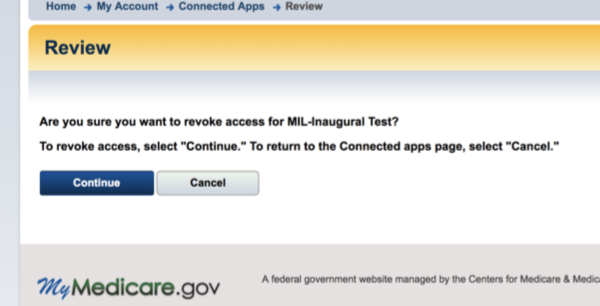 Home → My Account → Connected Apps → Review
Review
Are you sure you want to revoke access for MIL-Inaugural Test?
To revoke access, select "Continue." To return to the Connected apps page, select "Cancel."
Continue Cancel
MyMedicare.gov A federal government website managed by the Centers for Medicare &